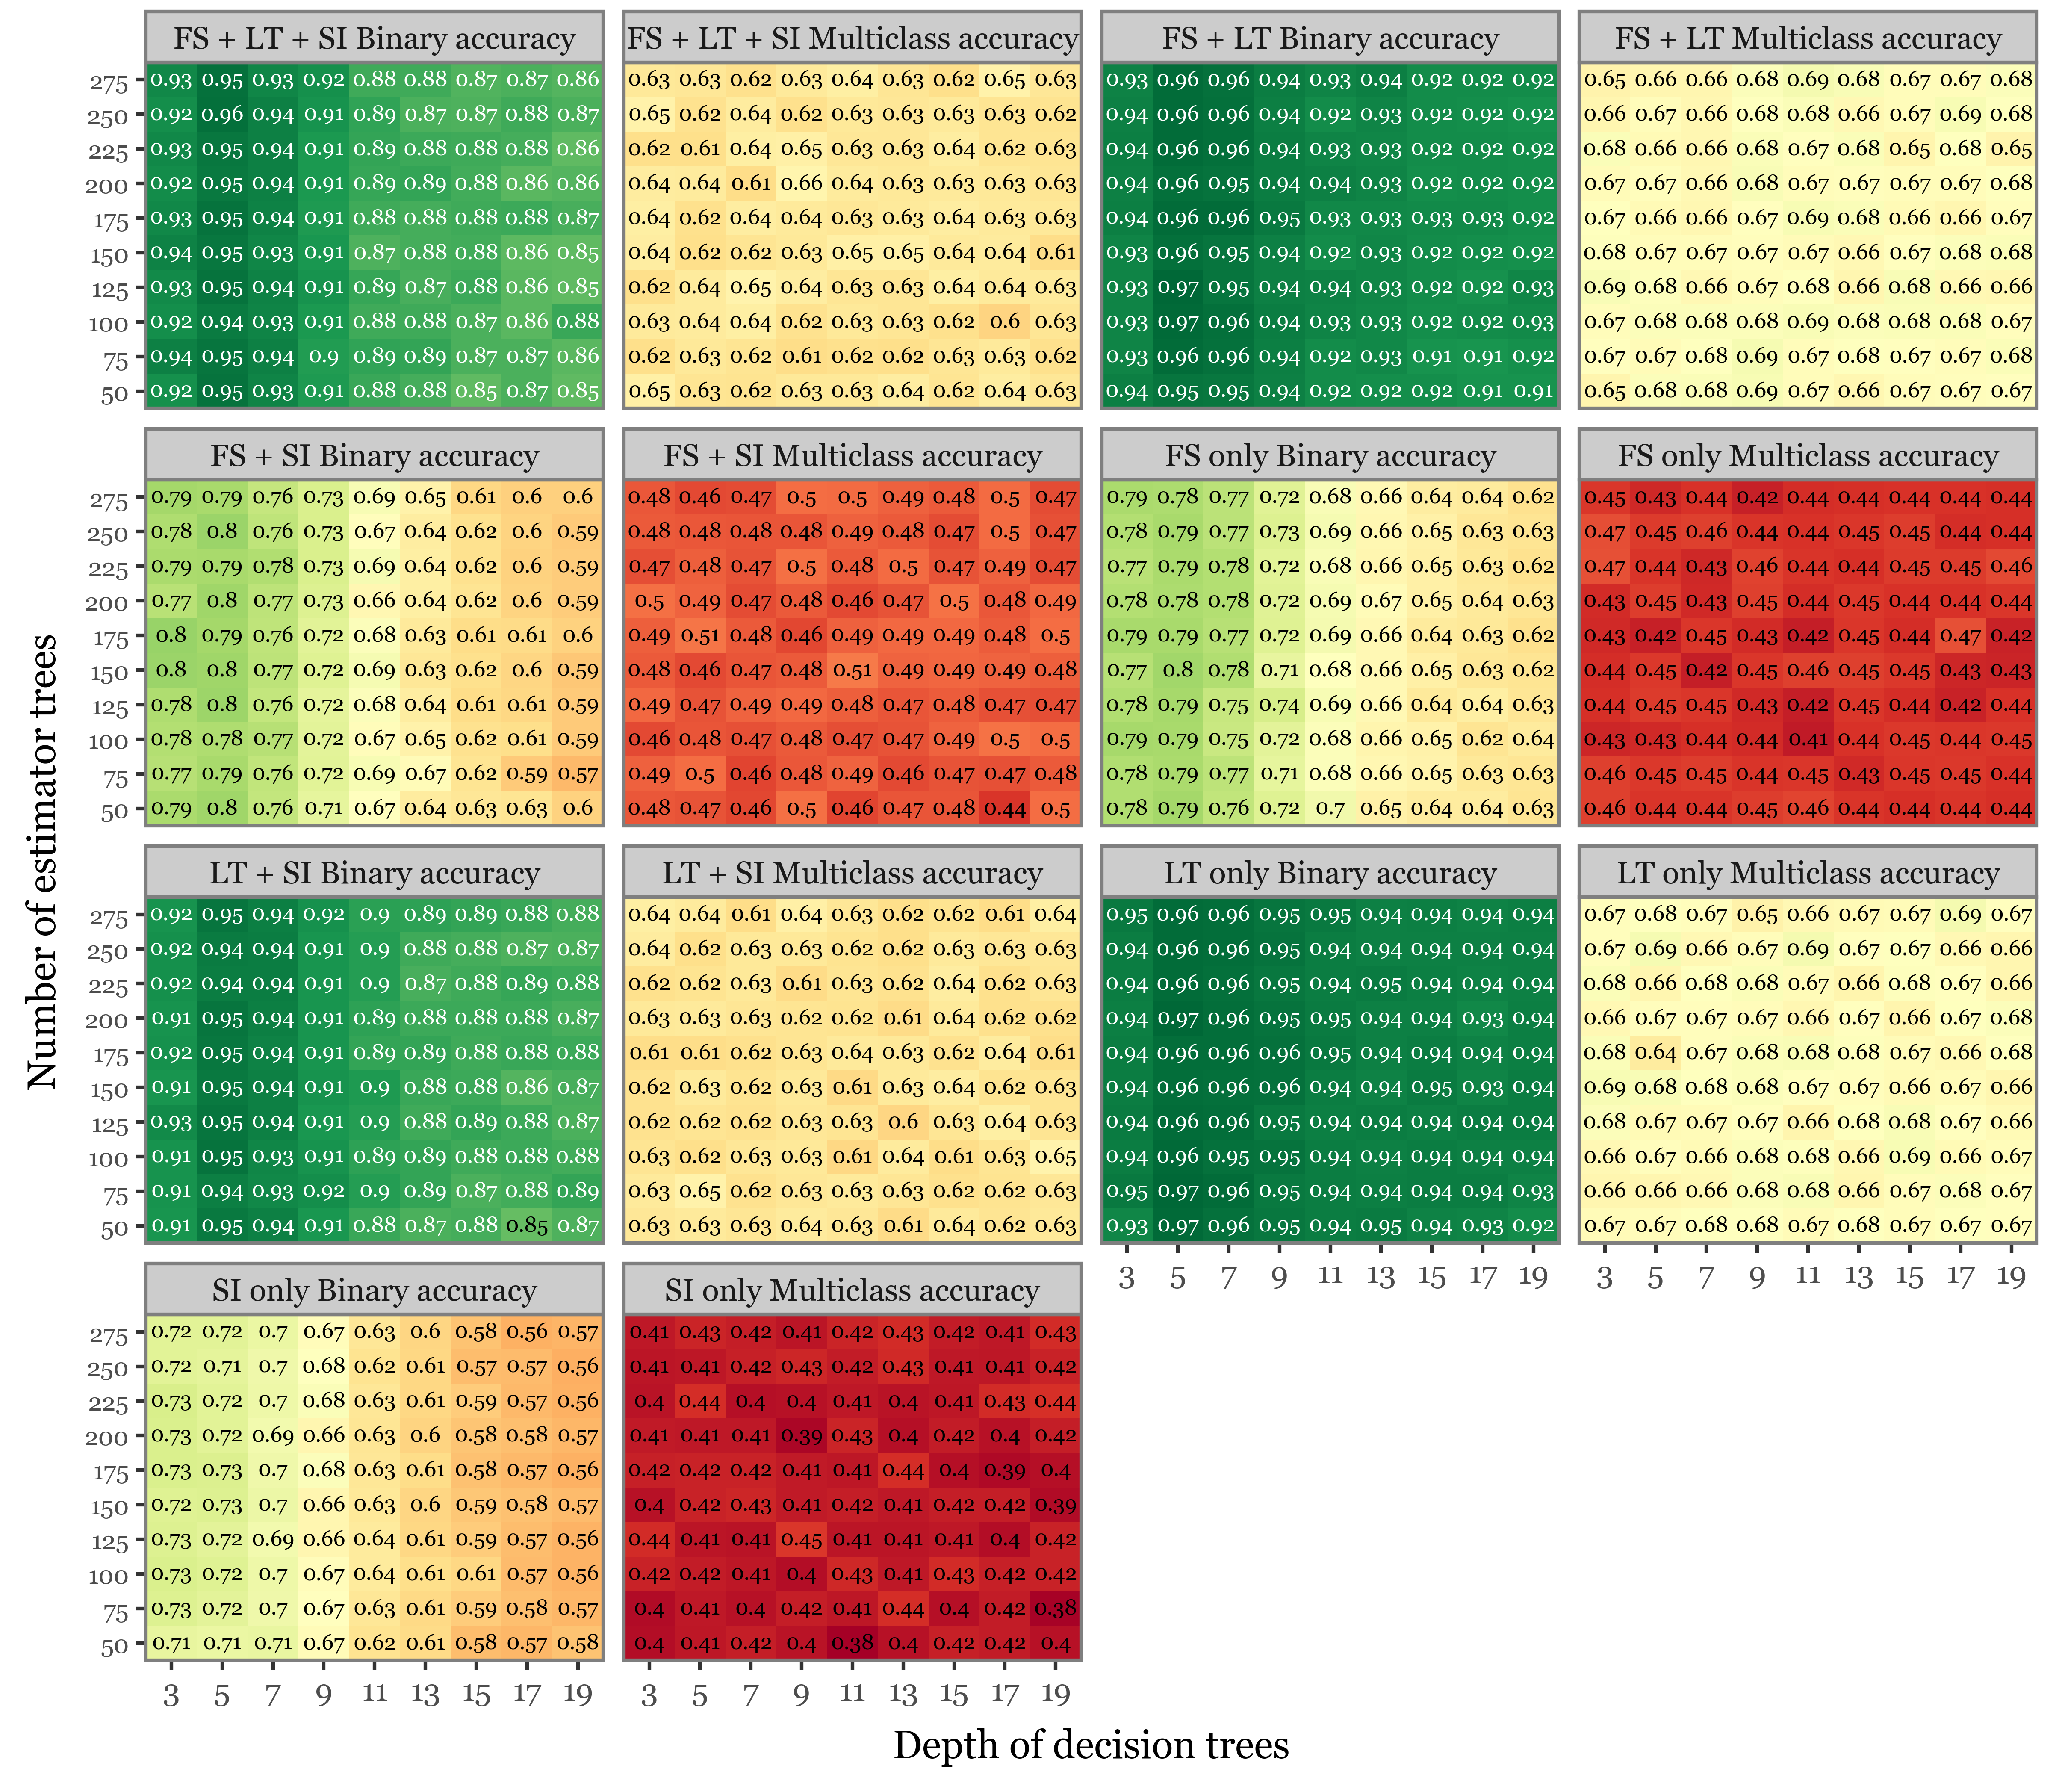 FS + LT + SI Binary accuracy FS + LT + SI Multiclass accuracy FS + LT Binary accuracy FS + LT Multiclass accuracy
275 0.93 0.95 0.93 0.92 0.88 0.88 0.87 0.87 0.86 0.63 0.63 0.62 0.63 0.64 0.63 0.62 0.65 0.63 0.93 0.96 0.96 0.94 0.93 0.94 0.92 0.92 0.92 0.65 0.66 0.66 0.68 0.69 0.68 0.67 0.67 0.68
250 0.92 0.96 0.94 0.91 0.89 0.87 0.87 0.88 0.87 0.65 0.62 0.64 0.62 0.63 0.63 0.63 0.63 0.62 0.94 0.96 0.96 0.94 0.92 0.93 0.92 0.92 0.92 0.66 0.67 0.66 0.68 0.68 0.66 0.67 0.69 0.68
225 0.93 0.95 0.94 0.91 0.89 0.88 0.88 0.88 0.86 0.62 0.61 0.64 0.65 0.63 0.63 0.64 0.62 0.63 0.94 0.96 0.96 0.94 0.93 0.93 0.92 0.92 0.92 0.68 0.66 0.66 0.68 0.67 0.68 0.65 0.68 0.65
200 0.92 0.95 0.94 0.91 0.89 0.89 0.88 0.86 0.86 0.64 0.64 0.61 0.66 0.64 0.63 0.63 0.63 0.63 0.94 0.96 0.95 0.94 0.94 0.93 0.92 0.92 0.92 0.67 0.67 0.66 0.68 0.67 0.67 0.67 0.67 0.68
175 0.93 0.95 0.94 0.91 0.88 0.88 0.88 0.88 0.87 0.64 0.62 0.64 0.64 0.63 0.63 0.64 0.63 0.63 0.94 0.96 0.96 0.95 0.93 0.93 0.93 0.93 0.92 0.67 0.66 0.66 0.67 0.69 0.68 0.66 0.66 0.67
150 0.94 0.95 0.93 0.91 0.87 0.88 0.88 0.86 0.85 0.64 0.62 0.62 0.63 0.65 0.65 0.64 0.64 0.61 0.93 0.96 0.95 0.94 0.92 0.93 0.92 0.92 0.92 0.68 0.67 0.67 0.67 0.67 0.66 0.67 0.68 0.68
125 0.93 0.95 0.94 0.91 0.89 0.87 0.88 0.86 0.85 0.62 0.64 0.65 0.64 0.63 0.63 0.64 0.64 0.63 0.93 0.97 0.95 0.94 0.94 0.93 0.92 0.92 0.93 0.69 0.68 0.66 0.67 0.68 0.66 0.68 0.66 0.66
100 0.92 0.94 0.93 0.91 0.88 0.88 0.87 0.86 0.88 0.63 0.64 0.64 0.62 0.63 0.63 0.62 0.6 0.63 0.93 0.97 0.96 0.94 0.93 0.93 0.92 0.92 0.93 0.67 0.68 0.68 0.68 0.69 0.68 0.68 0.68 0.67
75 0.94 0.95 0.94 0.9 0.89 0.89 0.87 0.87 0.86 0.62 0.63 0.62 0.61 0.62 0.62 0.63 0.63 0.62 0.93 0.96 0.96 0.94 0.92 0.93 0.91 0.91 0.92 0.67 0.67 0.68 0.69 0.67 0.68 0.67 0.67 0.68
50 0.92 0.95 0.93 0.91 0.88 0.88 0.85 0.87 0.85 0.65 0.63 0.62 0.63 0.63 0.64 0.62 0.64 0.63 0.94 0.95 0.95 0.94 0.92 0.92 0.92 0.91 0.91 0.65 0.68 0.68 0.69 0.67 0.66 0.67 0.67 0.67
FS + SI Binary accuracy FS + SI Multiclass accuracy FS only Binary accuracy FS only Multiclass accuracy
275 0.79 0.79 0.76 0.73 0.69 0.65 0.61 0.6 0.6 0.48 0.46 0.47 0.5 0.5 0.49 0.48 0.5 0.47 0.79 0.78 0.77 0.72 0.68 0.66 0.64 0.64 0.62 0.45 0.43 0.44 0.42 0.44 0.44 0.44 0.44 0.44
250 0.78 0.8 0.76 0.73 0.67 0.64 0.62 0.6 0.59 0.48 0.48 0.48 0.48 0.49 0.48 0.47 0.5 0.47 0.78 0.79 0.77 0.73 0.69 0.66 0.65 0.63 0.63 0.47 0.45 0.46 0.44 0.44 0.45 0.45 0.44 0.44
225 0.79 0.79 0.78 0.73 0.69 0.64 0.62 0.6 0.59 0.47 0.48 0.47 0.5 0.48 0.5 0.47 0.49 0.47 0.77 0.79 0.78 0.72 0.68 0.66 0.65 0.63 0.62 0.47 0.44 0.43 0.46 0.44 0.44 0.45 0.45 0.46
200 0.77 0.8 0.77 0.73 0.66 0.64 0.62 0.6 0.59 0.5 0.49 0.47 0.48 0.46 0.47 0.5 0.48 0.49 0.78 0.78 0.78 0.72 0.69 0.67 0.65 0.64 0.63 0.43 0.45 0.43 0.45 0.44 0.45 0.44 0.44 0.44
175 0.8 0.79 0.76 0.72 0.68 0.63 0.61 0.61 0.6 0.49 0.51 0.48 0.46 0.49 0.49 0.49 0.48 0.5 0.79 0.79 0.77 0.72 0.69 0.66 0.64 0.63 0.62 0.43 0.42 0.45 0.43 0.42 0.45 0.44 0.47 0.42
150 0.8 0.8 0.77 0.72 0.69 0.63 0.62 0.6 0.59 0.48 0.46 0.47 0.48 0.51 0.49 0.49 0.49 0.48 0.77 0.8 0.78 0.71 0.68 0.66 0.65 0.63 0.62 0.44 0.45 0.42 0.45 0.46 0.45 0.44 0.43 0.43
125 0.78 0.8 0.76 0.72 0.68 0.64 0.61 0.61 0.59 0.49 0.47 0.49 0.49 0.48 0.47 0.48 0.47 0.47 0.78 0.79 0.75 0.74 0.69 0.66 0.64 0.64 0.63 0.44 0.45 0.45 0.43 0.42 0.45 0.44 0.42 0.44
100 0.78 0.78 0.77 0.72 0.67 0.65 0.62 0.61 0.59 0.46 0.48 0.47 0.48 0.47 0.47 0.49 0.5 0.5 0.79 0.79 0.75 0.72 0.68 0.66 0.65 0.62 0.64 0.43 0.43 0.44 0.44 0.41 0.44 0.45 0.44 0.45
75 0.77 0.79 0.76 0.72 0.69 0.67 0.62 0.59 0.57 0.49 0.5 0.46 0.48 0.49 0.46 0.47 0.47 0.48 0.78 0.79 0.77 0.71 0.68 0.66 0.65 0.63 0.63 0.46 0.45 0.45 0.44 0.44 0.43 0.45 0.45 0.44
50 0.79 0.8 0.76 0.71 0.67 0.64 0.63 0.63 0.6 0.48 0.47 0.46 0.5 0.46 0.47 0.48 0.44 0.5 0.78 0.79 0.76 0.72 0.7 0.65 0.64 0.64 0.63 0.46 0.44 0.44 0.45 0.46 0.44 0.44 0.44 0.44
LT + SI Binary accuracy LT + SI Multiclass accuracy LT only Binary accuracy LT only Multiclass accuracy
275 0.92 0.95 0.94 0.92 0.9 0.89 0.89 0.88 0.88 0.64 0.64 0.61 0.64 0.63 0.62 0.62 0.61 0.64 0.95 0.96 0.96 0.95 0.95 0.94 0.94 0.94 0.94 0.67 0.68 0.67 0.65 0.66 0.67 0.67 0.69 0.67
250 0.92 0.94 0.94 0.91 0.9 0.88 0.88 0.87 0.87 0.64 0.62 0.63 0.63 0.62 0.62 0.63 0.63 0.63 0.94 0.96 0.96 0.95 0.94 0.94 0.94 0.94 0.94 0.67 0.69 0.66 0.67 0.69 0.67 0.67 0.66 0.66
225 0.92 0.94 0.94 0.91 0.9 0.87 0.88 0.89 0.88 0.62 0.62 0.63 0.61 0.63 0.62 0.64 0.62 0.63 0.94 0.96 0.96 0.95 0.94 0.95 0.94 0.94 0.94 0.68 0.66 0.68 0.68 0.67 0.66 0.68 0.67 0.66
200 0.91 0.95 0.94 0.91 0.89 0.88 0.88 0.88 0.87 0.63 0.63 0.63 0.62 0.62 0.61 0.64 0.62 0.62 0.94 0.97 0.96 0.95 0.95 0.94 0.94 0.93 0.94 0.66 0.67 0.67 0.67 0.66 0.67 0.66 0.67 0.68
175 0.92 0.95 0.94 0.91 0.89 0.89 0.88 0.88 0.88 0.61 0.61 0.62 0.63 0.64 0.63 0.62 0.64 0.61 0.94 0.96 0.96 0.96 0.95 0.94 0.94 0.94 0.94 0.68 0.64 0.67 0.68 0.68 0.68 0.67 0.66 0.68
150 0.91 0.95 0.94 0.91 0.9 0.88 0.88 0.86 0.87 0.62 0.63 0.62 0.63 0.61 0.63 0.64 0.62 0.63 0.94 0.96 0.96 0.96 0.94 0.94 0.95 0.93 0.94 0.69 0.68 0.68 0.68 0.67 0.67 0.66 0.67 0.66
125 0.93 0.95 0.94 0.91 0.9 0.88 0.89 0.88 0.87 0.62 0.62 0.62 0.63 0.63 0.6 0.63 0.64 0.63 0.94 0.96 0.96 0.95 0.94 0.94 0.94 0.94 0.94 0.68 0.67 0.67 0.67 0.66 0.68 0.68 0.67 0.66
100 0.91 0.95 0.93 0.91 0.89 0.89 0.88 0.88 0.88 0.63 0.62 0.63 0.63 0.61 0.64 0.61 0.63 0.65 0.94 0.96 0.95 0.95 0.94 0.94 0.94 0.94 0.94 0.66 0.67 0.66 0.68 0.68 0.66 0.69 0.66 0.67
75 0.91 0.94 0.93 0.92 0.9 0.89 0.87 0.88 0.89 0.63 0.65 0.62 0.63 0.63 0.63 0.62 0.62 0.63 0.95 0.97 0.96 0.95 0.94 0.94 0.94 0.94 0.93 0.66 0.66 0.66 0.68 0.68 0.66 0.67 0.68 0.67
50 0.91 0.95 0.94 0.91 0.88 0.87 0.88 0.85 0.87 0.63 0.63 0.63 0.64 0.63 0.61 0.64 0.62 0.63 0.93 0.97 0.96 0.95 0.94 0.95 0.94 0.93 0.92 0.67 0.67 0.68 0.68 0.67 0.68 0.67 0.67 0.67
3 5 7 9 11 13 15 17 19 3 5 7 9 11 13 15 17 19
SI only Binary accuracy SI only Multiclass accuracy
275 0.72 0.72 0.7 0.67 0.63 0.6 0.58 0.56 0.57 0.41 0.43 0.42 0.41 0.42 0.43 0.42 0.41 0.43
250 0.72 0.71 0.7 0.68 0.62 0.61 0.57 0.57 0.56 0.41 0.41 0.42 0.43 0.42 0.43 0.41 0.41 0.42
225 0.73 0.72 0.7 0.68 0.63 0.61 0.59 0.57 0.56 0.4 0.44 0.4 0.4 0.41 0.4 0.41 0.43 0.44
200 0.73 0.72 0.69 0.66 0.63 0.6 0.58 0.58 0.57 0.41 0.41 0.41 0.39 0.43 0.4 0.42 0.4 0.42
175 0.73 0.73 0.7 0.68 0.63 0.61 0.58 0.57 0.56 0.42 0.42 0.42 0.41 0.41 0.44 0.4 0.39 0.4
150 0.72 0.73 0.7 0.66 0.63 0.6 0.59 0.58 0.57 0.4 0.42 0.43 0.41 0.42 0.41 0.42 0.42 0.39
125 0.73 0.72 0.69 0.66 0.64 0.61 0.59 0.57 0.56 0.44 0.41 0.41 0.45 0.41 0.41 0.41 0.4 0.42
100 0.73 0.72 0.7 0.67 0.64 0.61 0.61 0.57 0.56 0.42 0.42 0.41 0.4 0.43 0.41 0.43 0.42 0.42
75 0.73 0.72 0.7 0.67 0.63 0.61 0.59 0.58 0.57 0.4 0.41 0.4 0.42 0.41 0.44 0.4 0.42 0.38
50 0.71 0.71 0.71 0.67 0.62 0.61 0.58 0.57 0.58 0.4 0.41 0.42 0.4 0.38 0.4 0.42 0.42 0.4
3 5 7 9 11 13 15 17 19 3 5 7 9 11 13 15 17 19
Number of estimator trees
Depth of decision trees